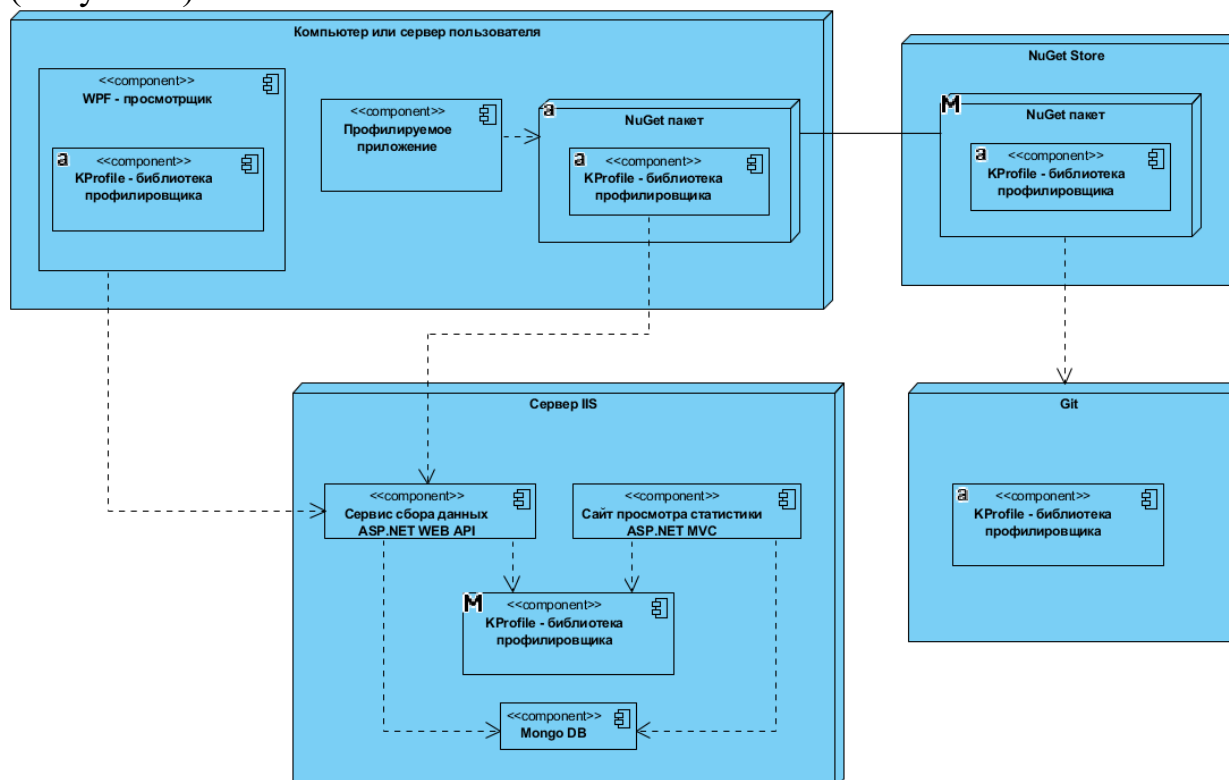 Компьютер или сервер пользователя
<<component>>
WPF - просмотрщик
a
<<component>>
KProfile - библиотека
профилировщика
<<component>>
Профилируемое
приложение
a
NuGet пакет
a
<<component>>
KProfile - библиотека
профилировщика
NuGet Store
M
NuGet пакет
a
<<component>>
KProfile - библиотека
профилировщика
Сервер IIS
<<component>>
Сервис сбора данных
ASP.NET WEB API
<<component>>
Сайт просмотра статистики
ASP.NET MVC
M
<<component>>
KProfile - библиотека
профилировщика
<<component>>
Mongo DB
Git
a
<<component>>
KProfile - библиотека
профилировщика